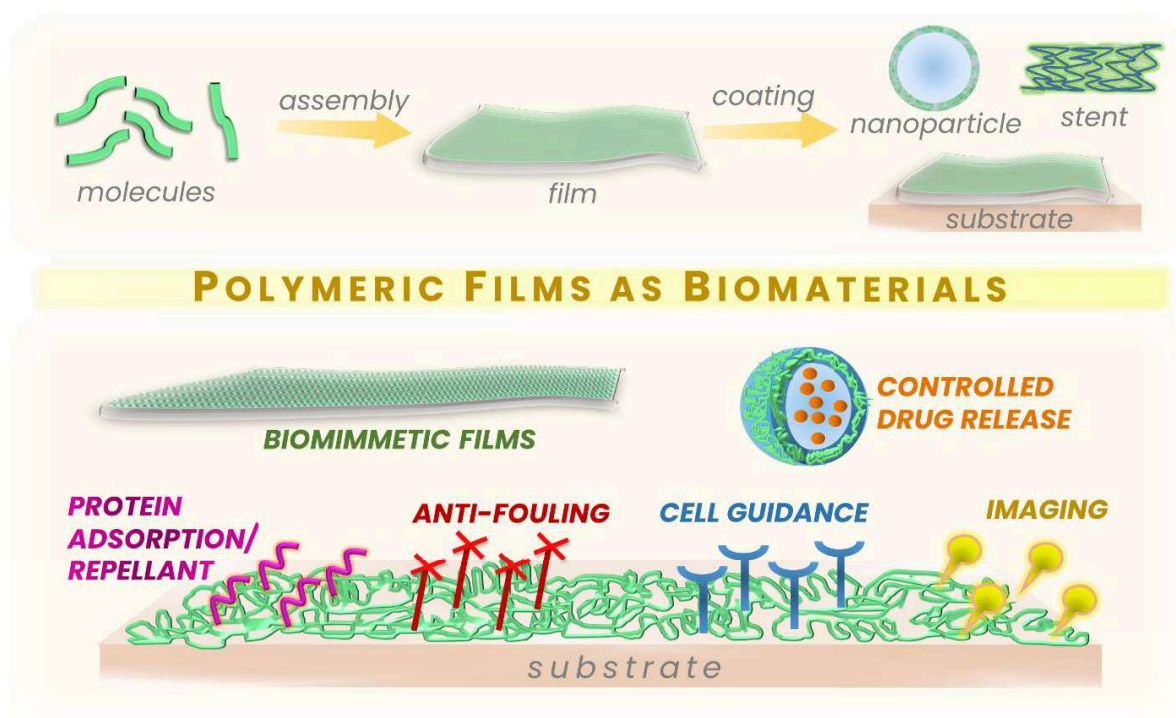 assembly
coating
molecules
film
nanoparticle
stent
substrate
POLYMERIC FILMS AS BIOMATERIALS
BIOMIMMETIC FILMS
CONTROLLED
DRUG RELEASE
PROTEIN
ADSORPTION/
REPELLANT
ANTI-FOULING
CELL GUIDANCE
IMAGING
substrate